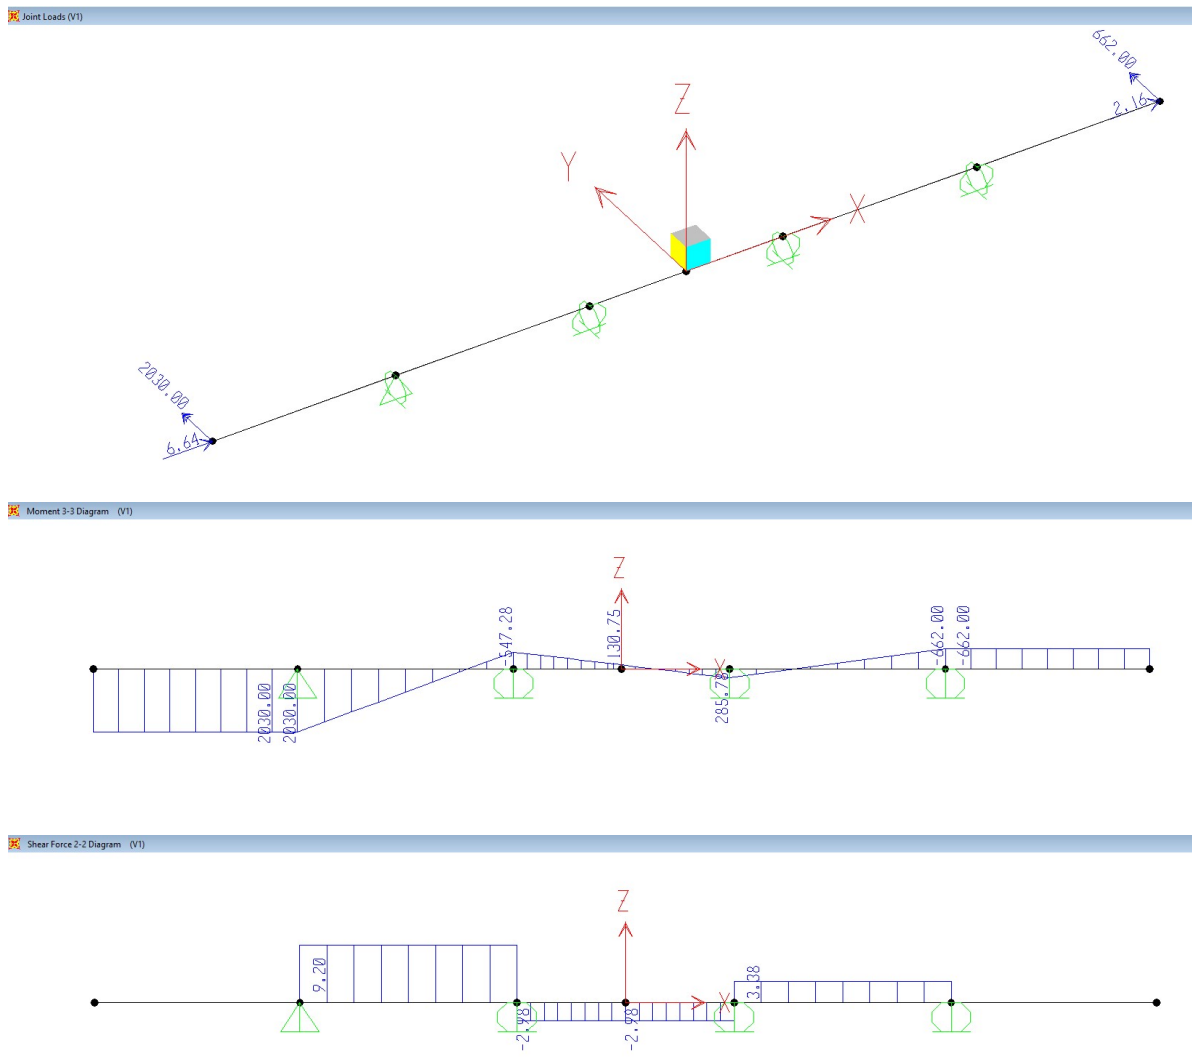 Joint Loads (V1)
662.00
Z
2.16
Y
X
2030.00
6.64
Moment 3-3 Diagram (V1)
Z
-547.28
130.75
-662.00
-662.00
X
285.78
2030.00
2030.00
Shear Force 2-2 Diagram (V1)
Z
9.20
3.38
X
-2.98
-2.98